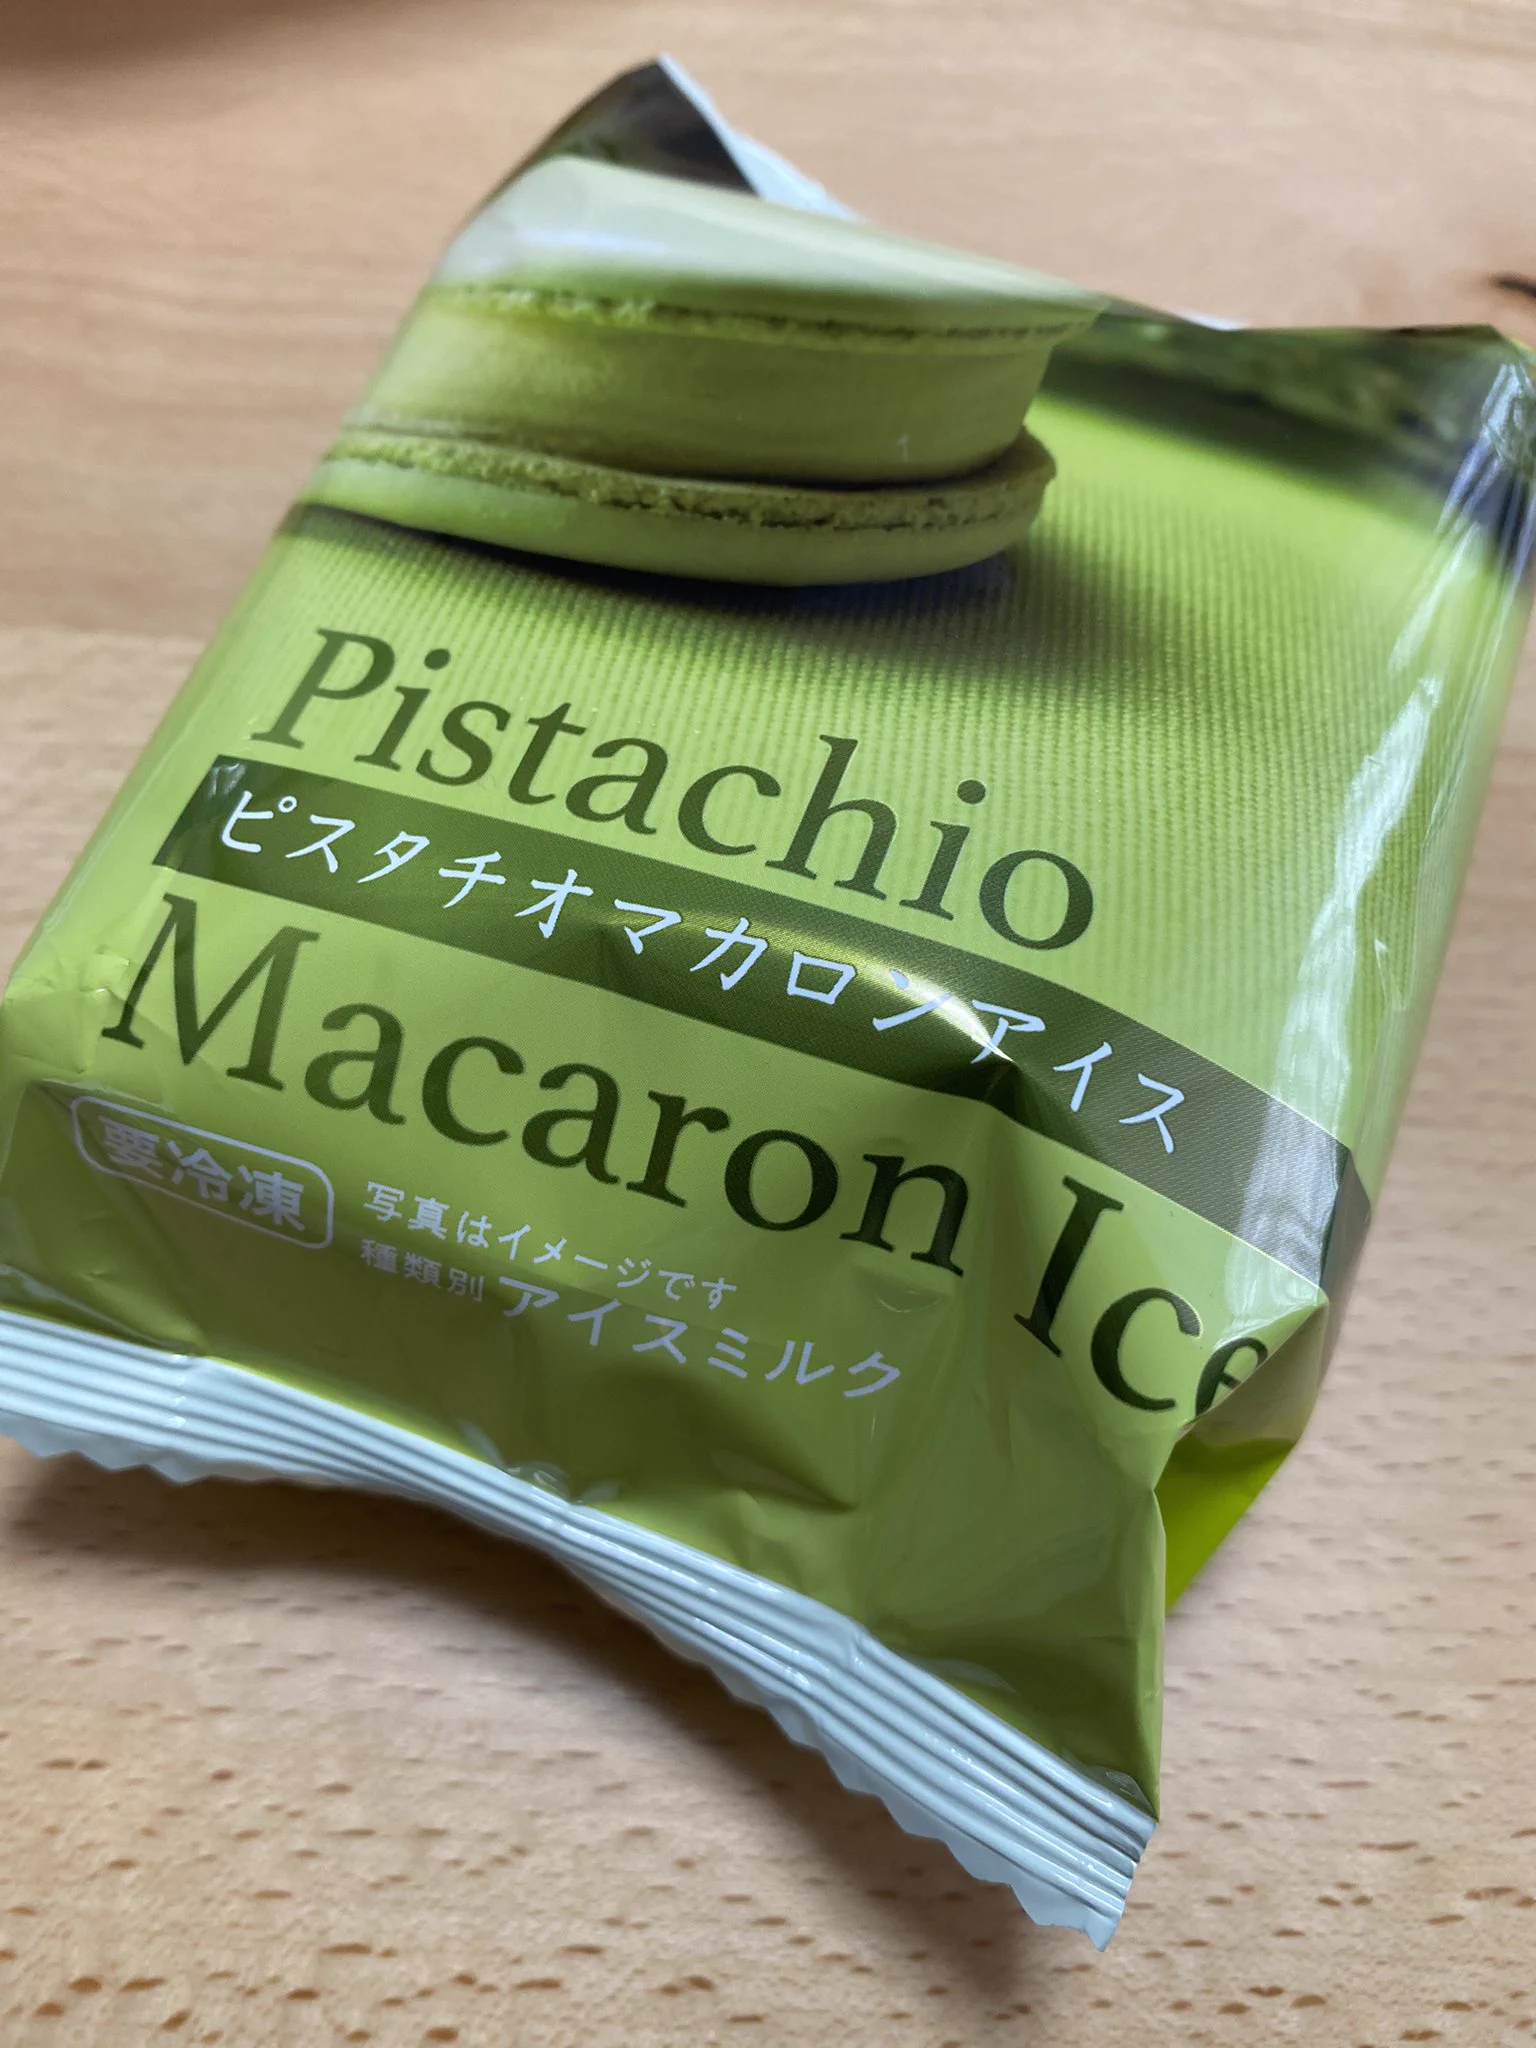 Pistachio
ピスタチオマカロンアイス
Macaron Ice
要冷凍
写真はイメージです
種類別 アイスミルク